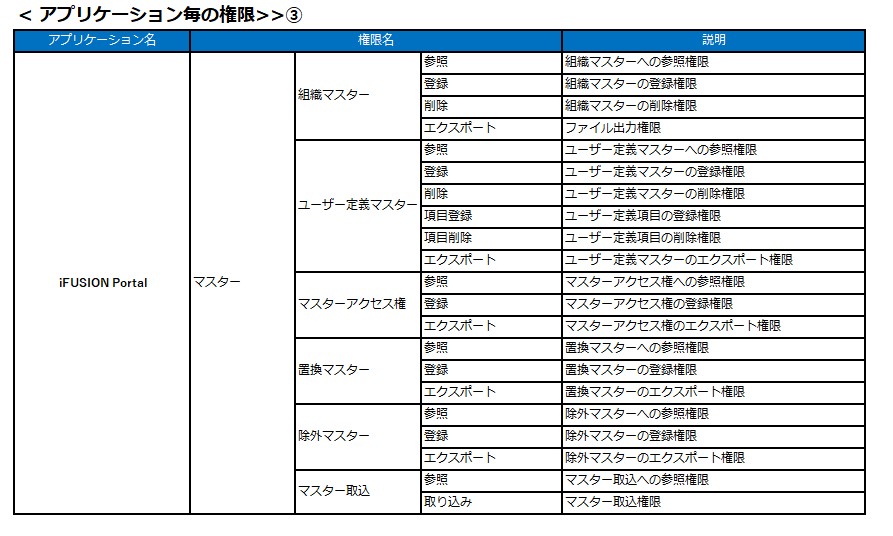 < アプリケーション毎の権限>>③
アプリケーション名 権限名 説明
iFUSION Portal マスター 組織マスター 参照 組織マスターへの参照権限
登録 組織マスターの登録権限
削除 組織マスターの削除権限
エクスポート ファイル出力権限
ユーザー定義マスター 参照 ユーザー定義マスターへの参照権限
登録 ユーザー定義マスターの登録権限
削除 ユーザー定義マスターの削除権限
項目登録 ユーザー定義項目の登録権限
項目削除 ユーザー定義項目の削除権限
エクスポート ユーザー定義マスターのエクスポート権限
マスターアクセス権 参照 マスターアクセス権への参照権限
登録 マスターアクセス権の登録権限
エクスポート マスターアクセス権のエクスポート権限
置換マスター 参照 置換マスターへの参照権限
登録 置換マスターの登録権限
エクスポート 置換マスターのエクスポート権限
除外マスター 参照 除外マスターへの参照権限
登録 除外マスターの登録権限
エクスポート 除外マスターのエクスポート権限
マスター取込 参照 マスター取込への参照権限
取り込み マスター取込権限